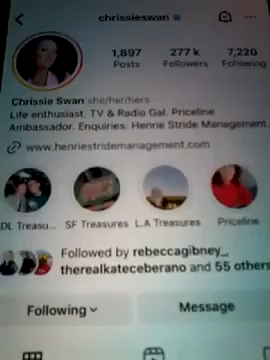 chrissieswan
1,897
277 k
7,220
Posts
Followers
Following
Chrissie Swan she/her/hers
Life enthusiast. TV & Radio Gal. Priceline
Ambassador. Enquiries: Henrie Stride Management.
www.henriestridemanagement.com
DL Treasu...
SF Treasures
L.A Treasures
Priceline
Followed by rebeccagibney_
therealkateceberano and 55 others
Following
Message